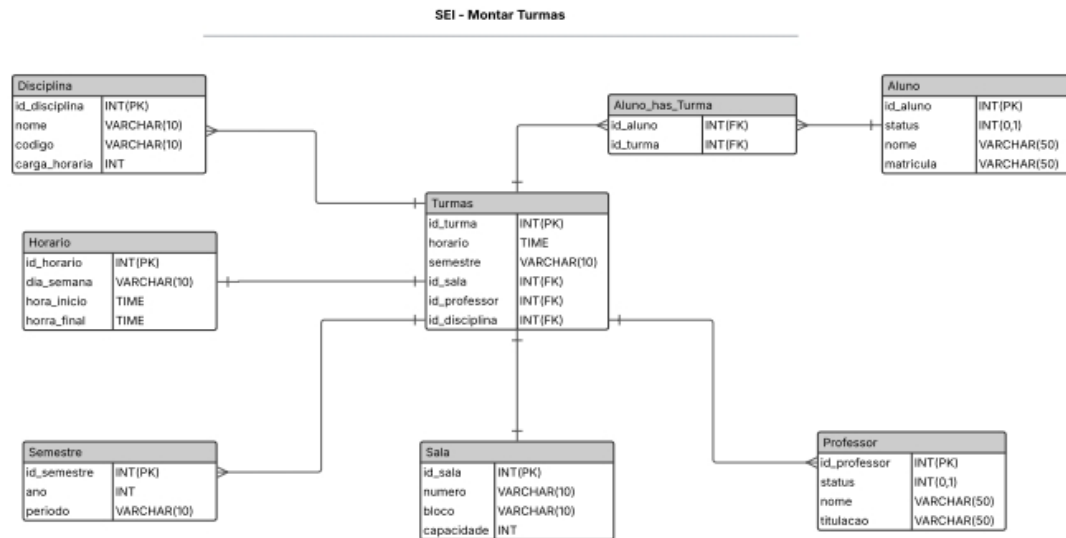 SEI - Montar Turmas
Disciplina
id_disciplina INT(PK)
nome VARCHAR(10)
codigo VARCHAR(10)
carga_horaria INT
Aluno_has_Turma
id_aluno INT(FK)
id_turma INT(FK)
Aluno
id_aluno INT(PK)
status INT(0,1)
nome VARCHAR(50)
matricula VARCHAR(50)
Turmas
id_turma INT(PK)
horario TIME
semestre VARCHAR(10)
id_sala INT(FK)
id_professor INT(FK)
id_disciplina INT(FK)
Horario
id_horario INT(PK)
dia_semana VARCHAR(10)
hora_inicio TIME
horra_final TIME
Semestre
id_semestre INT(PK)
ano INT
periodo VARCHAR(10)
Sala
id_sala INT(PK)
numero VARCHAR(10)
bloco VARCHAR(10)
capacidade INT
Professor
id_professor INT(PK)
status INT(0,1)
nome VARCHAR(50)
titulacao VARCHAR(50)